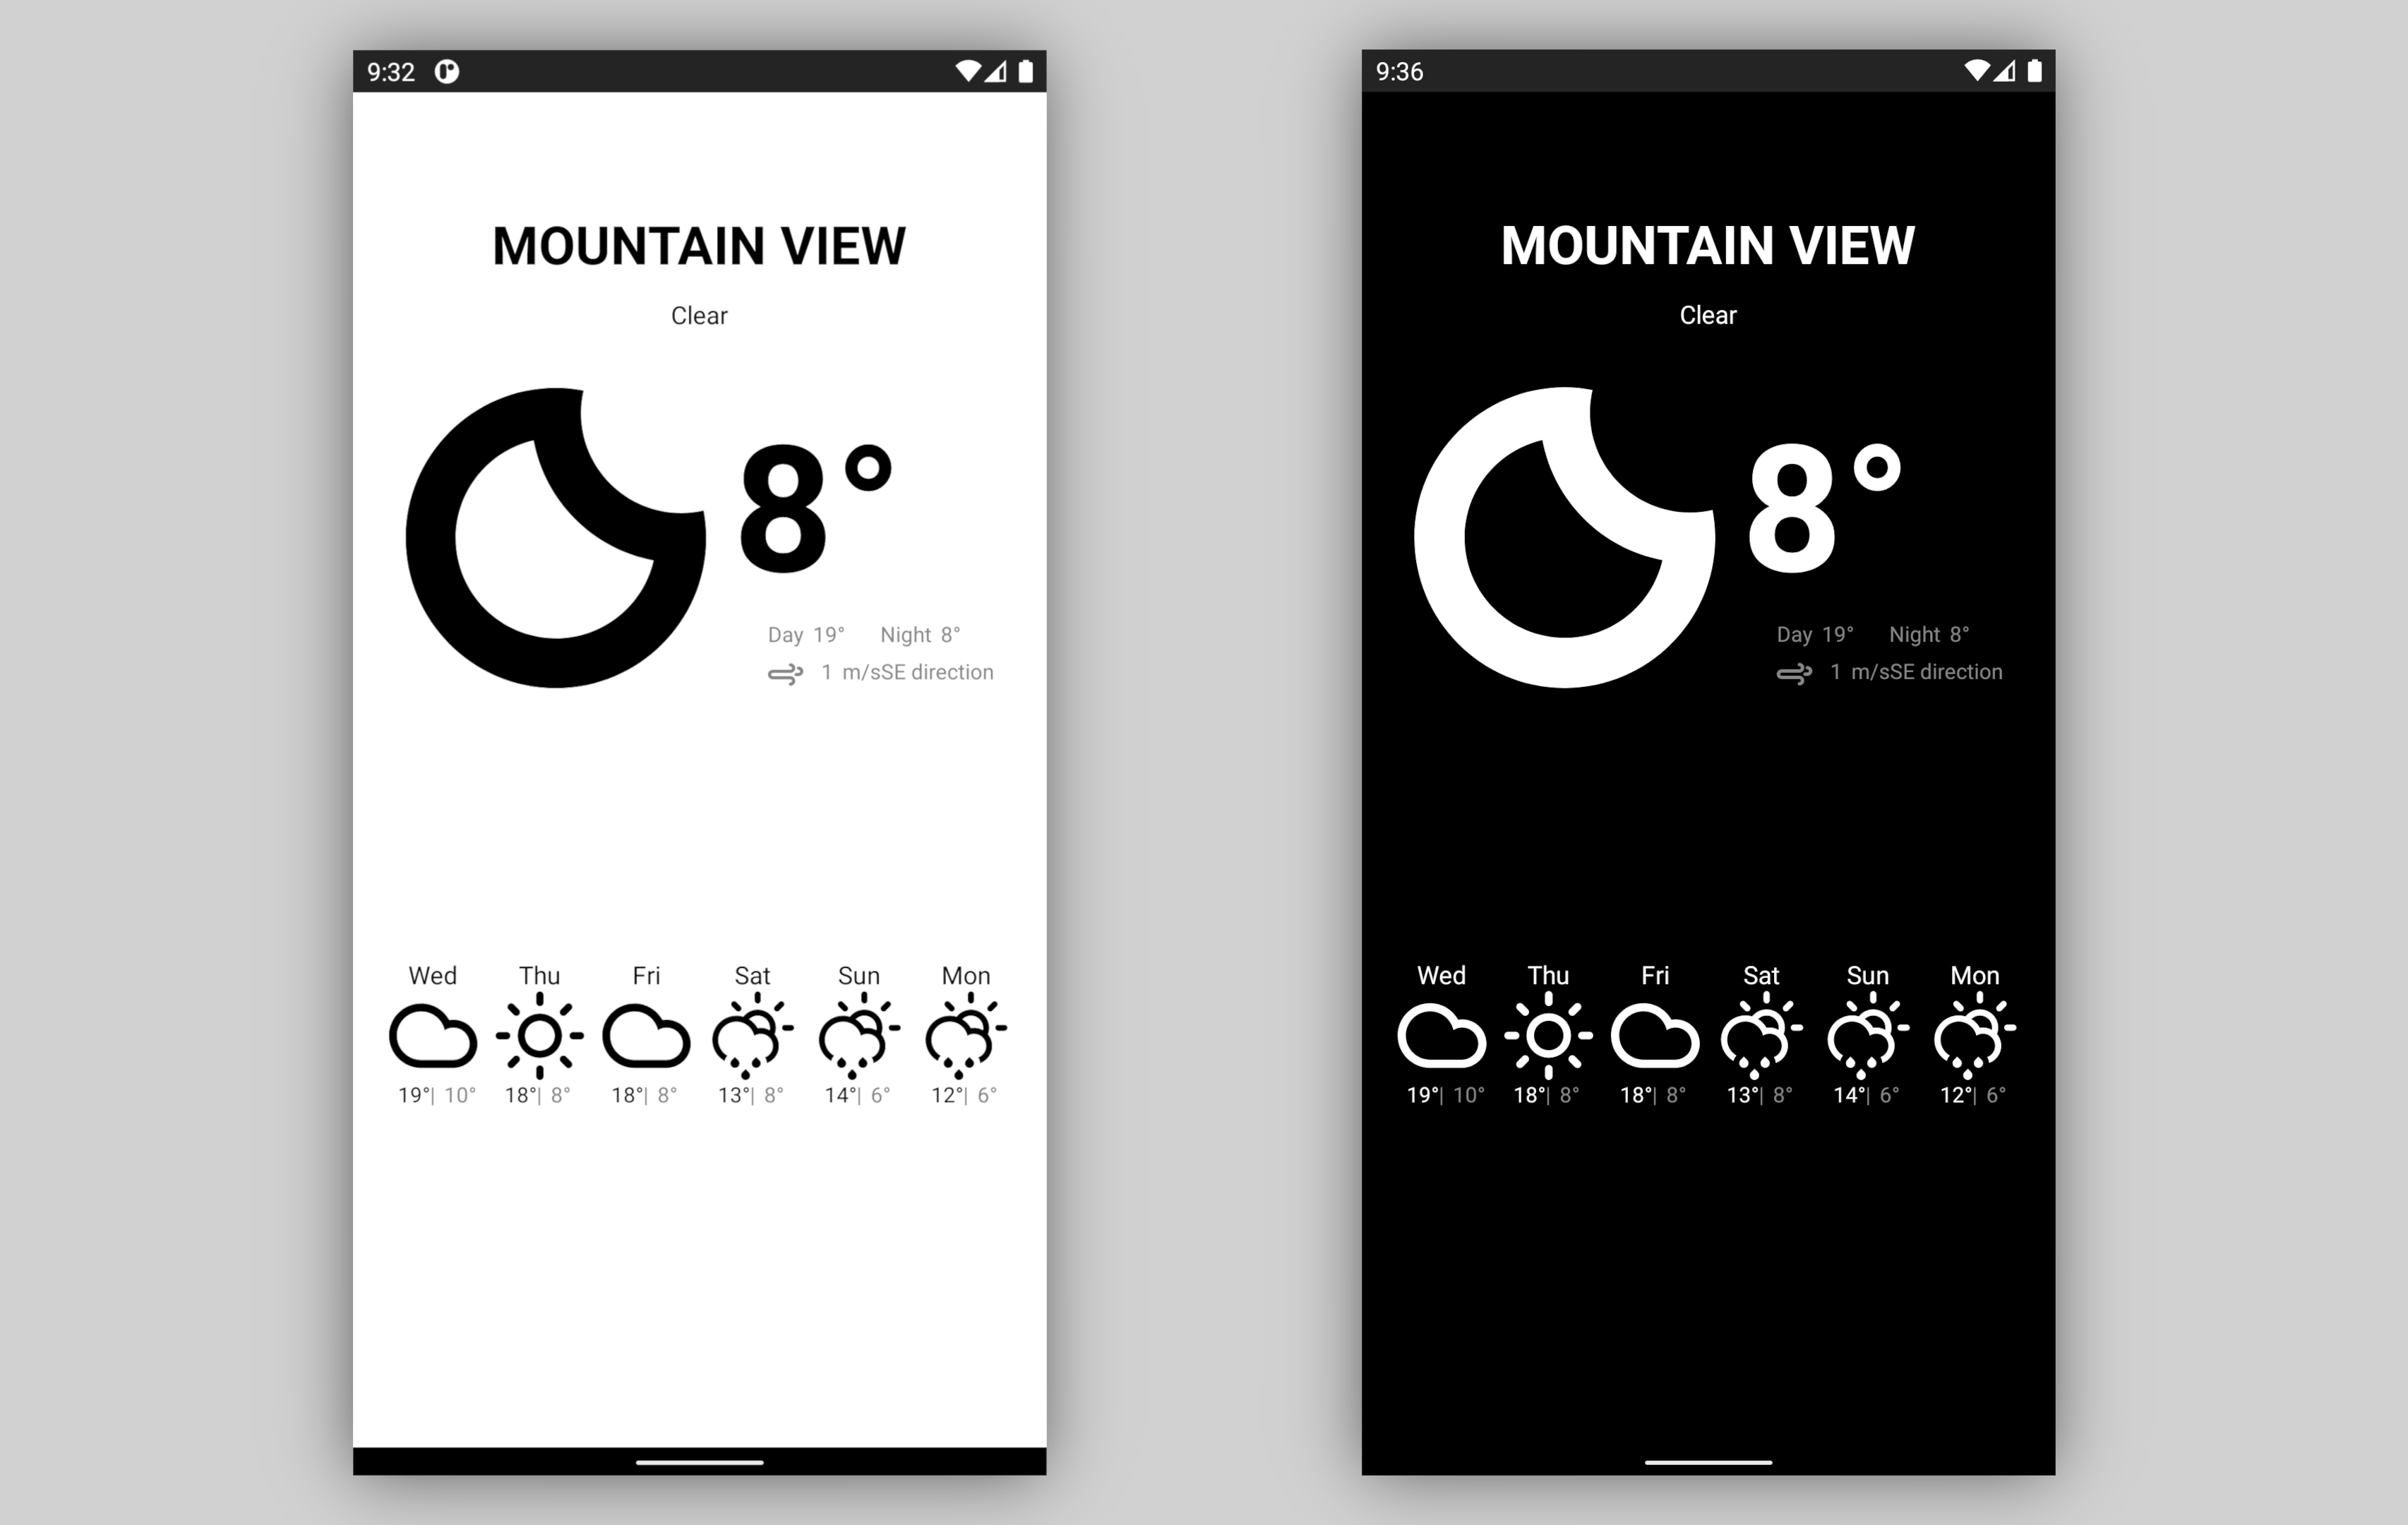 9:32
MOUNTAIN VIEW
Clear
8°
Day 19° Night 8°
1 m/sSE direction
Wed Thu Fri Sat Sun Mon
19°| 10° 18°| 8° 18°| 8° 13°| 8° 14°| 6° 12°| 6°
9:36
MOUNTAIN VIEW
Clear
8°
Day 19° Night 8°
1 m/sSE direction
Wed Thu Fri Sat Sun Mon
19°| 10° 18°| 8° 18°| 8° 13°| 8° 14°| 6° 12°| 6°